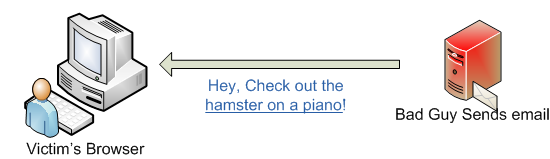 Hey, Check out the
hamster on a piano!
Bad Guy Sends email
Victim's Browser